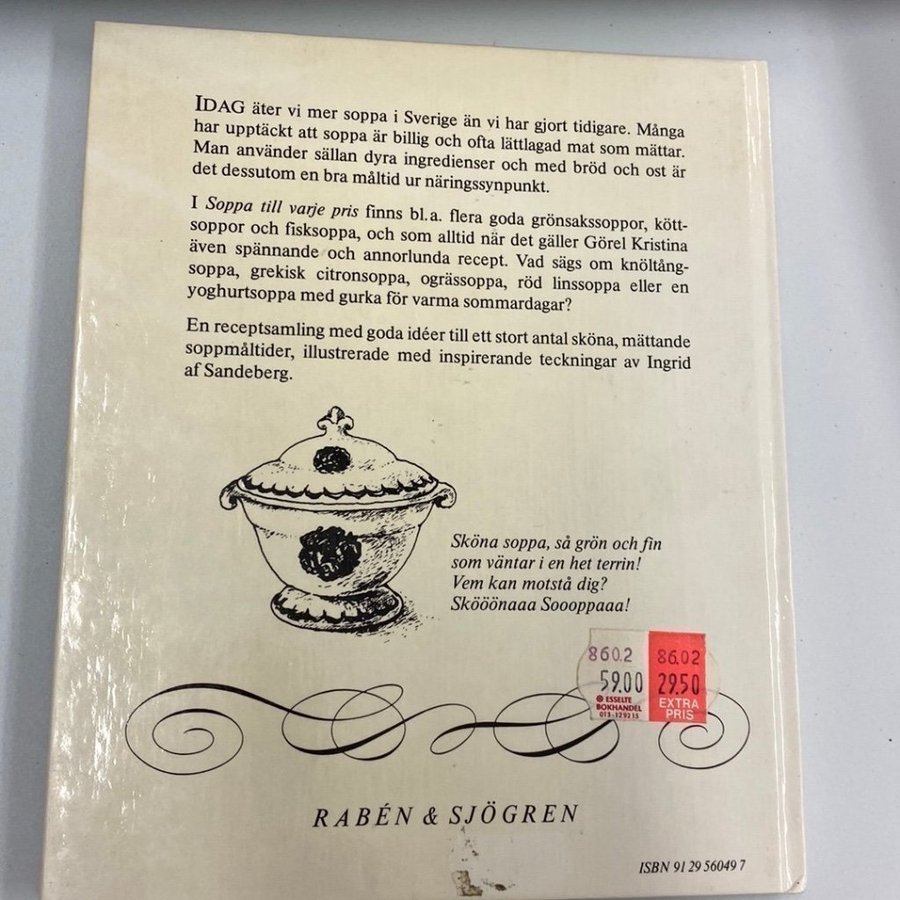 IDAG äter vi mer soppa i Sverige än vi har gjort tidigare. Många
har upptäckt att soppa är billig och ofta lättlagad mat som mättar.
Man använder sällan dyra ingredienser och med bröd och ost är
det dessutom en bra måltid ur näringssynpunkt.
I Soppa till varje pris finns bl.a. flera goda grönsakssoppor, kött-
soppor och fisksoppa, och som alltid när det gäller Görel Kristina
även spännande och annorlunda recept. Vad sägs om knöltång-
soppa, grekisk citronsoppa, ogrässoppa, röd linssoppa eller en
yoghurtsoppa med gurka för varma sommardagar?
En receptsamling med goda idéer till ett stort antal sköna, mättande
soppmåltider, illustrerade med inspirerande teckningar av Ingrid
af Sandeberg.
Sköna soppa, så grön och fin
som väntar i en het terrin!
Vem kan motstå dig?
Skööönaaa Soooppaaa!
860.2 86.02
59.00 29.50
ESSELTE
BOKHANDEL
013-129215
EXTRA
PRIS
RABÉN & SJÖGREN
ISBN 91 29 56049 7